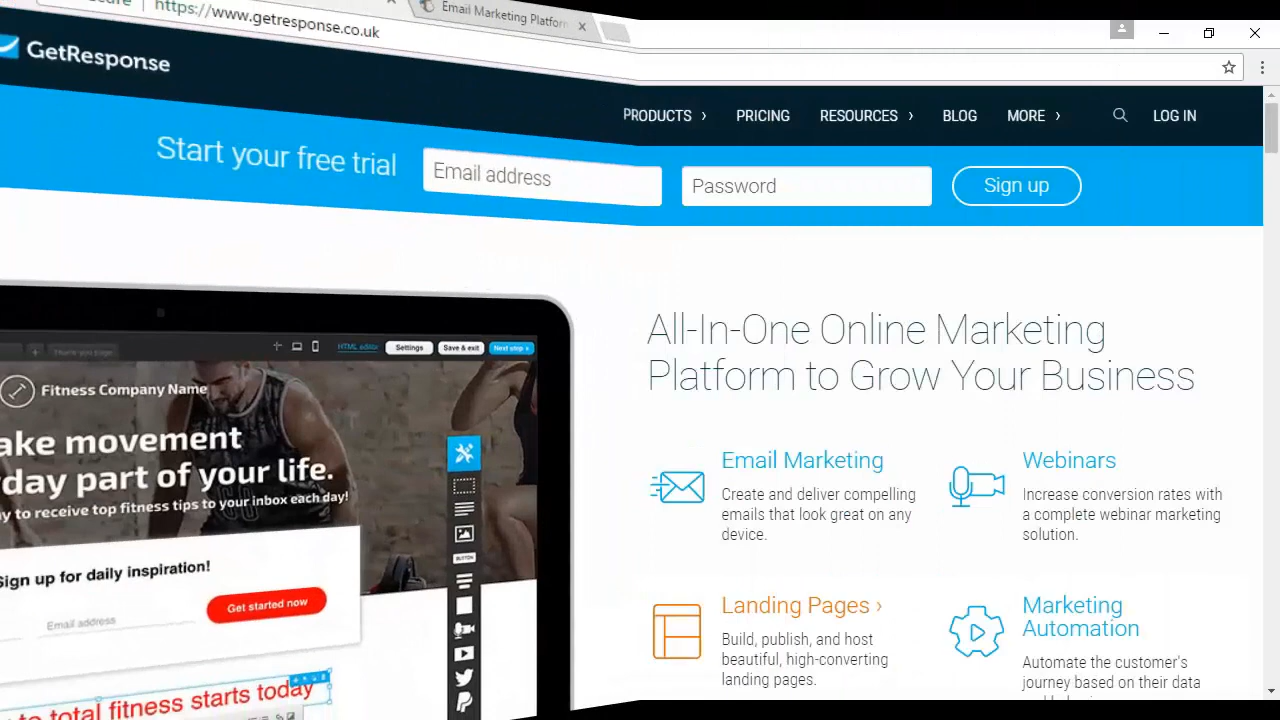 Email Marketing Platform
https://www.getresponse.co.uk
GetResponse
PRODUCTS ›
PRICING
RESOURCES ›
BLOG
MORE ›
LOG IN
Start your free trial
Email address
Password
Sign up
HTML editor
Settings
Save & exit
Next step »
Thank you page
Fitness Company Name
ake movement
day part of your life.
y to receive top fitness tips to your inbox each day!
Sign up for daily inspiration!
Email address
Get started now
to total fitness starts today
BUTTON
All-In-One Online Marketing
Platform to Grow Your Business
Email Marketing
Create and deliver compelling
emails that look great on any
device.
Webinars
Increase conversion rates with
a complete webinar marketing
solution.
Landing Pages ›
Build, publish, and host
beautiful, high-converting
landing pages.
Marketing
Automation
Automate the customer's
journey based on their data